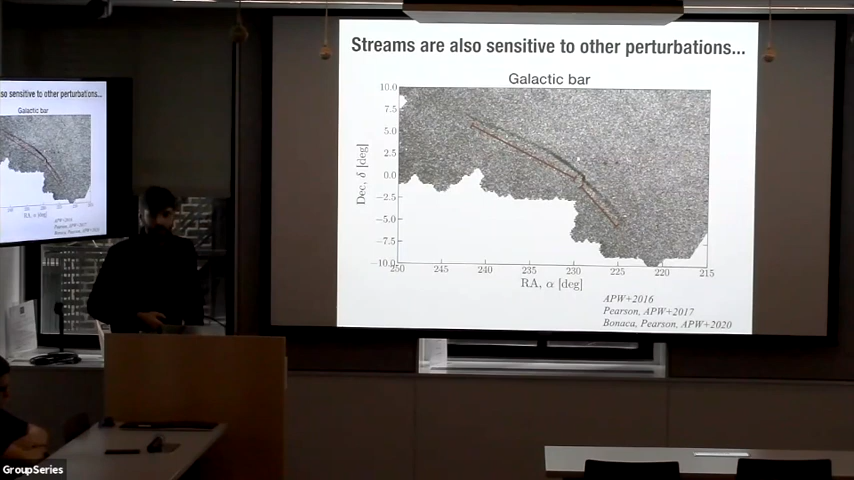 Streams are also sensitive to other perturbations...
Galactic bar
10.0
7.5
5.0
2.5
0.0
−2.5
−5.0
−7.5
−10.0
Dec, δ [deg]
250
245
240
235
230
225
220
215
RA, α [deg]
APW+2016
Pearson, APW+2017
Bonaca, Pearson, APW+2020
so sensitive to other perturbations...
Galactic bar
RA, α [deg]
APW+2016
Pearson, APW+2017
Bonaca, Pearson, APW+2020
GroupSeries